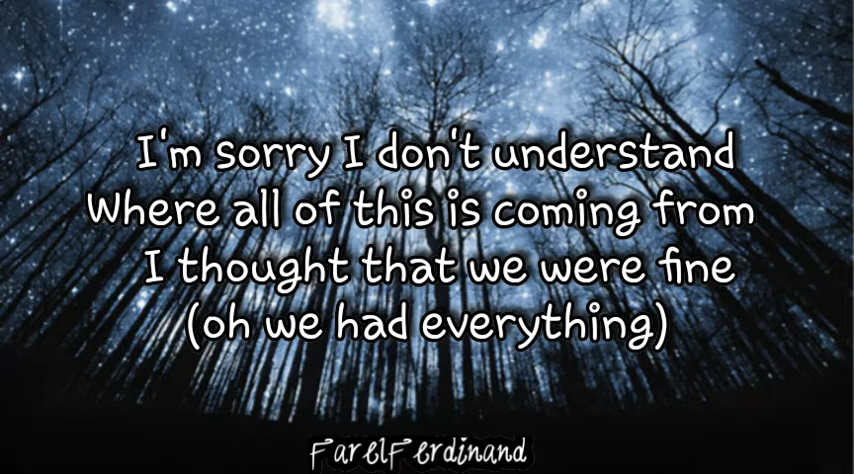 I'm sorry I don't understand
Where all of this is coming from
I thought that we were fine
(oh we had everything)
FarelFerdinand